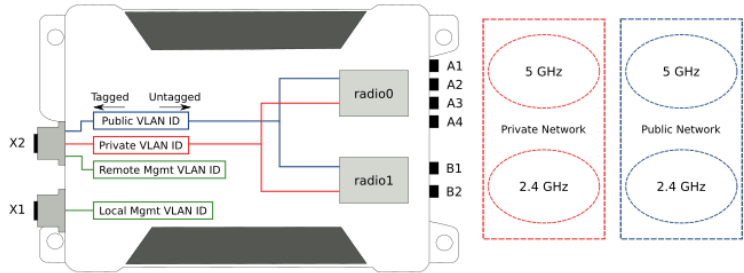 Tagged Untagged
X2
Public VLAN ID
Private VLAN ID
Remote Mgmt VLAN ID
X1
Local Mgmt VLAN ID
radio0
radio1
A1
A2
A3
A4
B1
B2
5 GHz
Private Network
2.4 GHz
5 GHz
Public Network
2.4 GHz